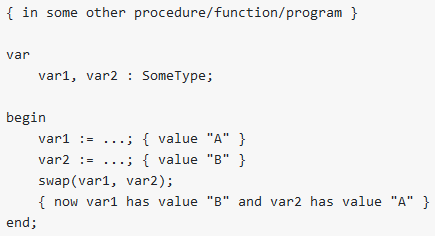 { in some other procedure/function/program }
var
var1, var2 : SomeType;
begin
var1 := ...; { value "A" }
var2 := ...; { value "B" }
swap(var1, var2);
{ now var1 has value "B" and var2 has value "A" }
end;